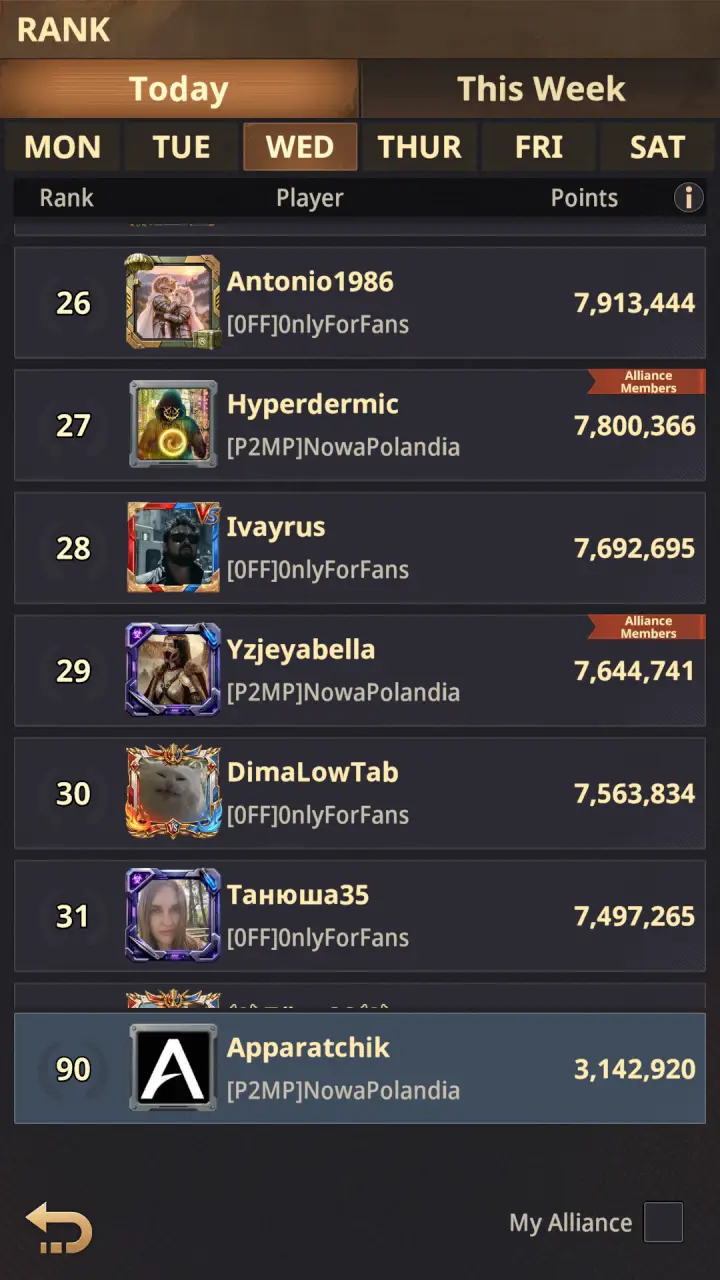 RANK
Today
This Week
MON
TUE
WED
THUR
FRI
SAT
Rank
Player
Points
26
Antonio1986
[0FF]0nlyForFans
7,913,444
Alliance
Members
27
Hyperdermic
[P2MP]NowaPolandia
7,800,366
28
Ivayrus
[0FF]0nlyForFans
7,692,695
Alliance
Members
29
Yzjeyabella
[P2MP]NowaPolandia
7,644,741
30
DimaLowTab
[0FF]0nlyForFans
7,563,834
31
Танюша35
[0FF]0nlyForFans
7,497,265
90
Apparatchik
[P2MP]NowaPolandia
3,142,920
My Alliance